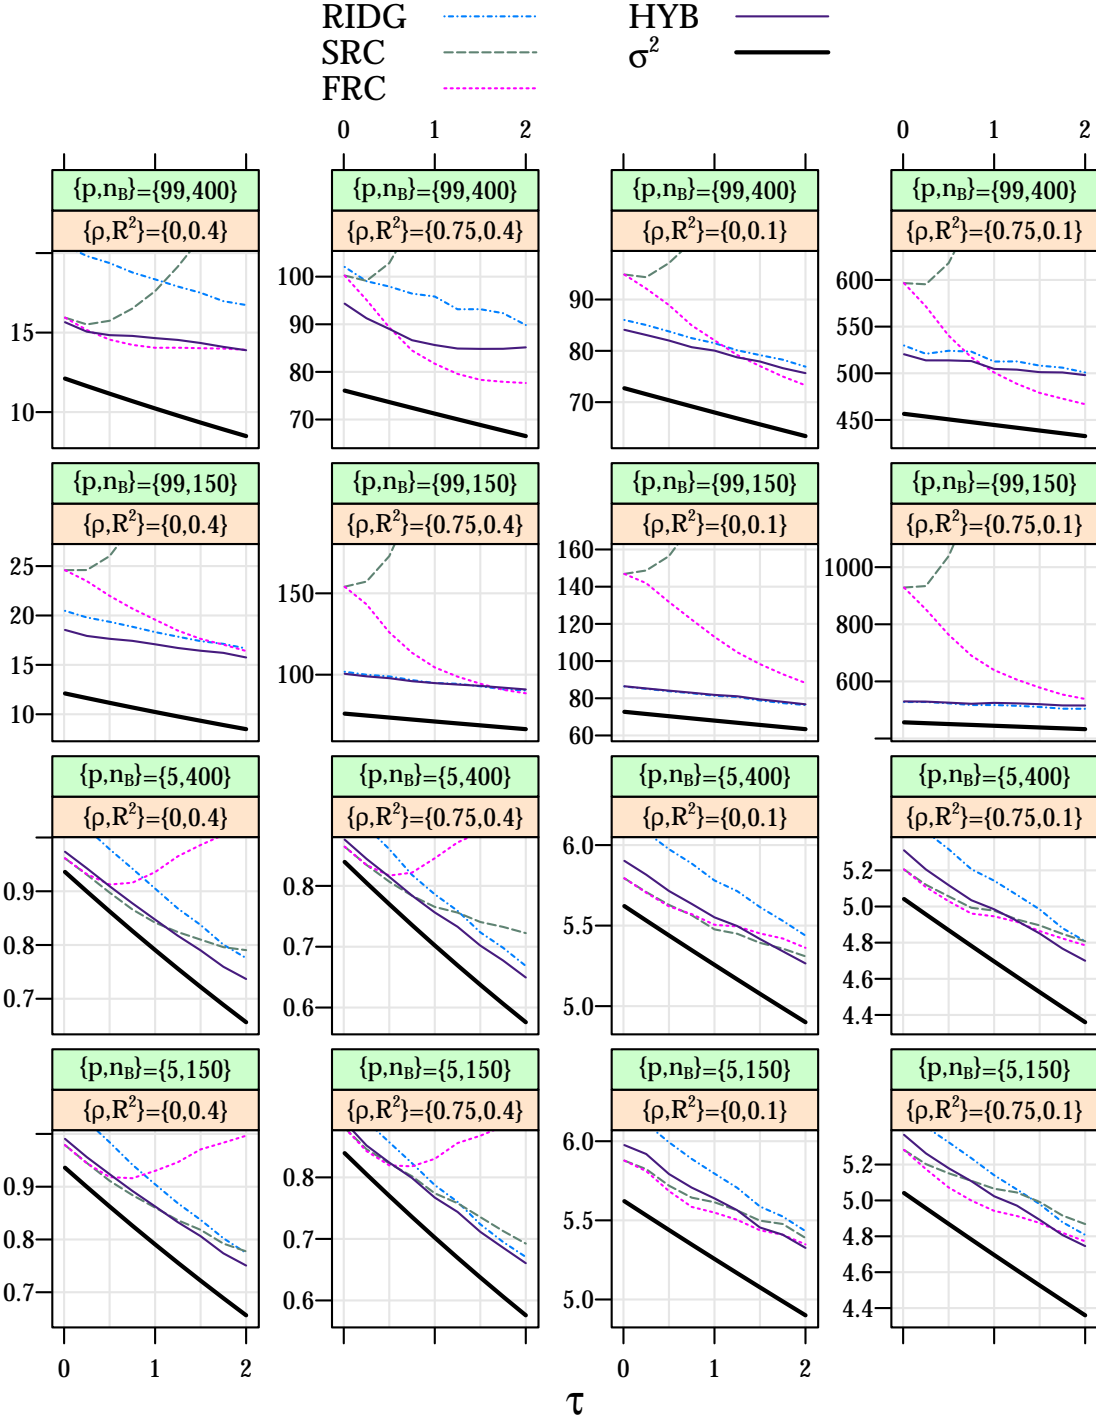 RIDG HYB
SRC σ²
FRC
0 1 2 0 1 2
{p,n_B}={99,400} {p,n_B}={99,400} {p,n_B}={99,400} {p,n_B}={99,400}
{ρ,R²}={0,0.4} {ρ,R²}={0.75,0.4} {ρ,R²}={0,0.1} {ρ,R²}={0.75,0.1}
15 10
100 90 80 70
90 80 70
600 550 500 450
{p,n_B}={99,150} {p,n_B}={99,150} {p,n_B}={99,150} {p,n_B}={99,150}
{ρ,R²}={0,0.4} {ρ,R²}={0.75,0.4} {ρ,R²}={0,0.1} {ρ,R²}={0.75,0.1}
25 20 15 10
150 100
160 140 120 100 80 60
1000 800 600
{p,n_B}={5,400} {p,n_B}={5,400} {p,n_B}={5,400} {p,n_B}={5,400}
{ρ,R²}={0,0.4} {ρ,R²}={0.75,0.4} {ρ,R²}={0,0.1} {ρ,R²}={0.75,0.1}
0.9 0.8 0.7
0.8 0.7 0.6
6.0 5.5 5.0
5.2 5.0 4.8 4.6 4.4
{p,n_B}={5,150} {p,n_B}={5,150} {p,n_B}={5,150} {p,n_B}={5,150}
{ρ,R²}={0,0.4} {ρ,R²}={0.75,0.4} {ρ,R²}={0,0.1} {ρ,R²}={0.75,0.1}
0.9 0.8 0.7
0.8 0.7 0.6
6.0 5.5 5.0
5.2 5.0 4.8 4.6 4.4
0 1 2 0 1 2
τ